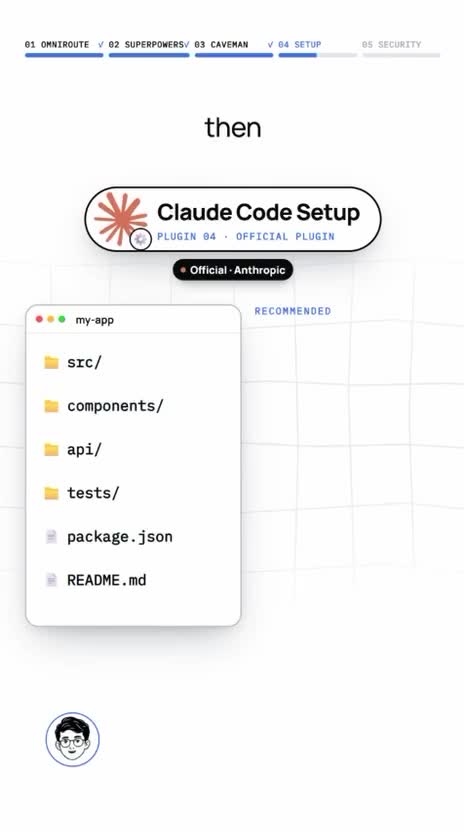 01 OMNIROUTE ✓ 02 SUPERPOWERS✓ 03 CAVEMAN ✓ 04 SETUP 05 SECURITY
then
Claude Code Setup
PLUGIN 04 · OFFICIAL PLUGIN
Official · Anthropic
RECOMMENDED
my-app
src/
components/
api/
tests/
package.json
README.md